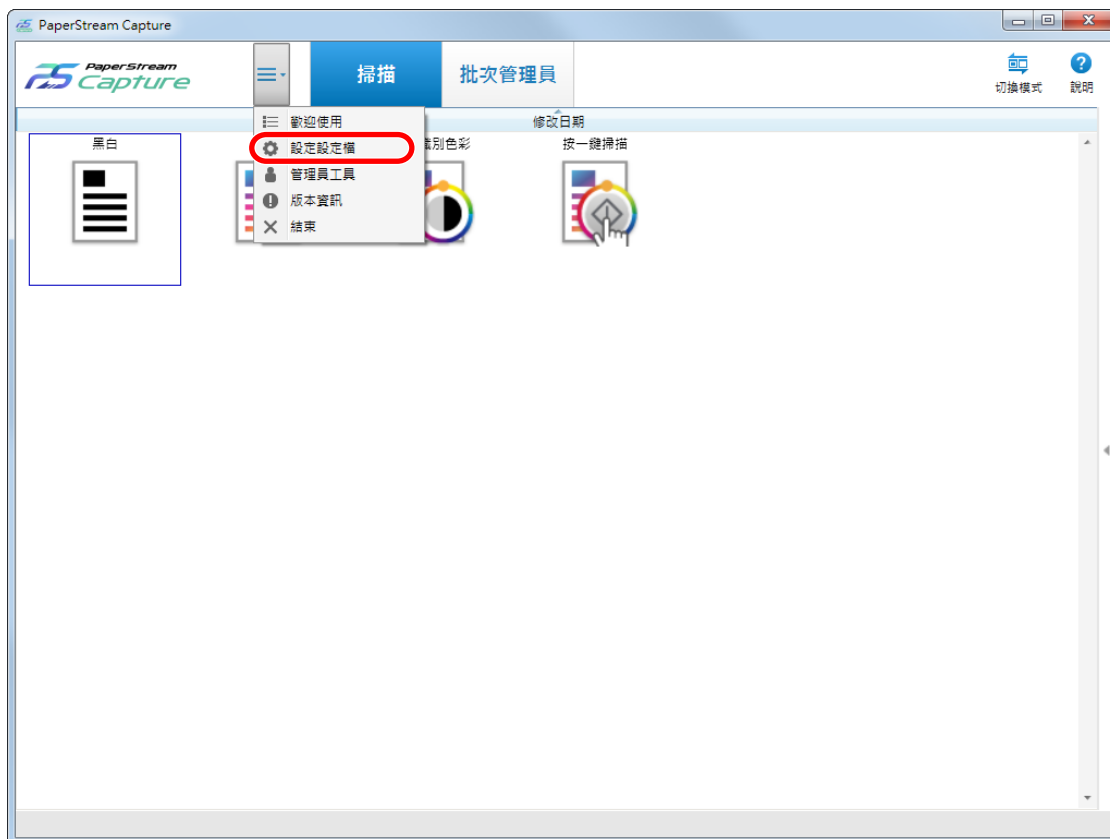 PaperStream Capture
PaperStream
Capture
掃描
批次管理員
切換模式
說明
修改日期
歡迎使用
設定設定檔
管理員工具
版本資訊
結束
黑白
識別色彩
按一鍵掃描